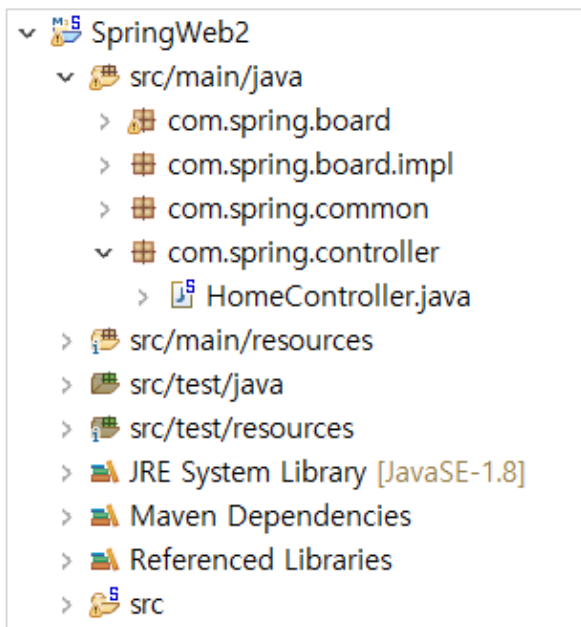 SpringWeb2
src/main/java
com.spring.board
com.spring.board.impl
com.spring.common
com.spring.controller
HomeController.java
src/main/resources
src/test/java
src/test/resources
JRE System Library [JavaSE-1.8]
Maven Dependencies
Referenced Libraries
src